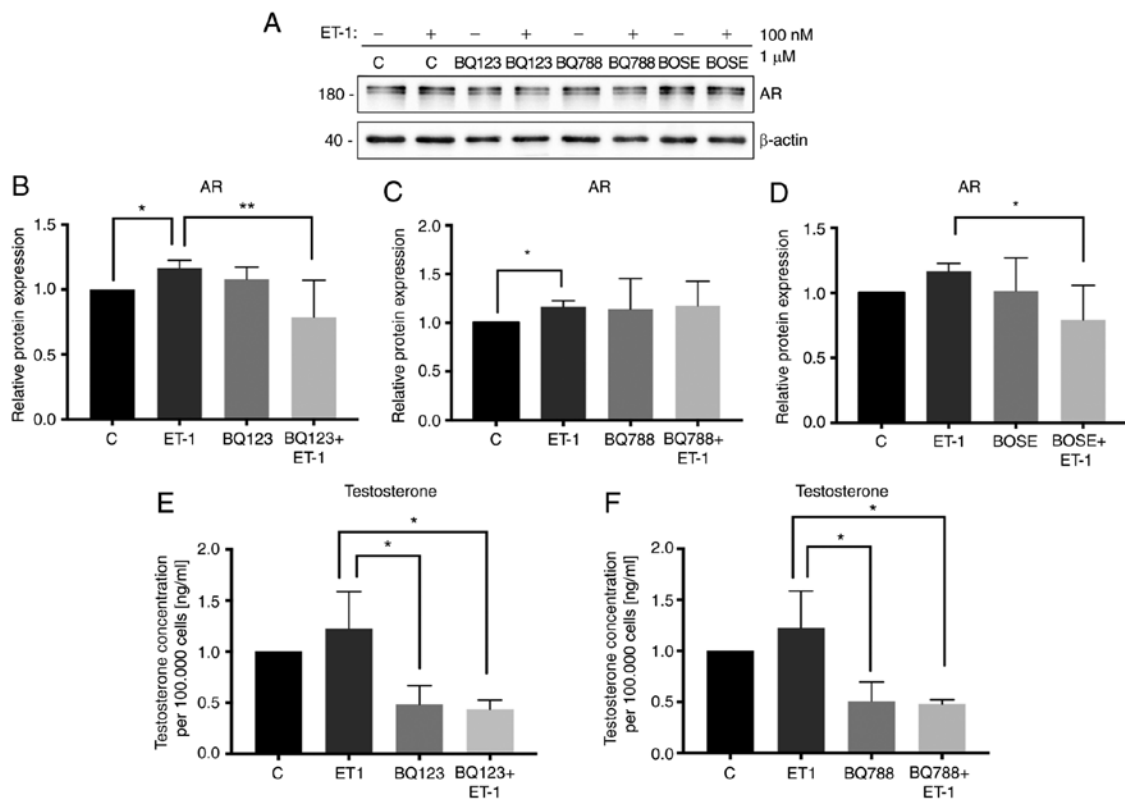 A
ET-1: – + – + – + – + 100 nM
C C BQ123 BQ123 BQ788 BQ788 BOSE BOSE 1 μM
180 - AR
40 - β-actin
B
AR
Relative protein expression
1.5
1.0
0.5
0.0
* **
C ET-1 BQ123 BQ123+
ET-1
C
AR
Relative protein expression
2.0
1.5
1.0
0.5
0.0
*
C ET-1 BQ788 BQ788+
ET-1
D
AR
Relative protein expression
1.5
1.0
0.5
0.0
*
C ET-1 BOSE BOSE+
ET-1
E
Testosterone
Testosterone concentration
per 100.000 cells [ng/ml]
2.0
1.5
1.0
0.5
0.0
*
*
C ET1 BQ123 BQ123+
ET-1
F
Testosterone
Testosterone concentration
per 100.000 cells [ng/ml]
2.0
1.5
1.0
0.5
0.0
*
*
C ET1 BQ788 BQ788+
ET-1